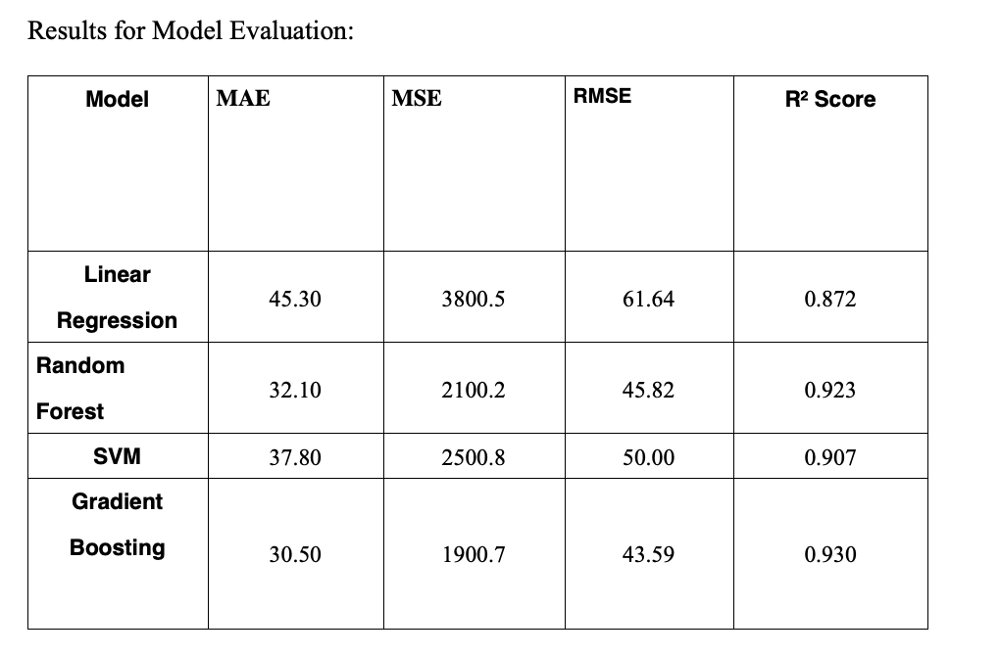 Results for Model Evaluation:
Model MAE MSE RMSE R² Score
Linear
Regression
45.30 3800.5 61.64 0.872
Random
Forest
32.10 2100.2 45.82 0.923
SVM 37.80 2500.8 50.00 0.907
Gradient
Boosting
30.50 1900.7 43.59 0.930